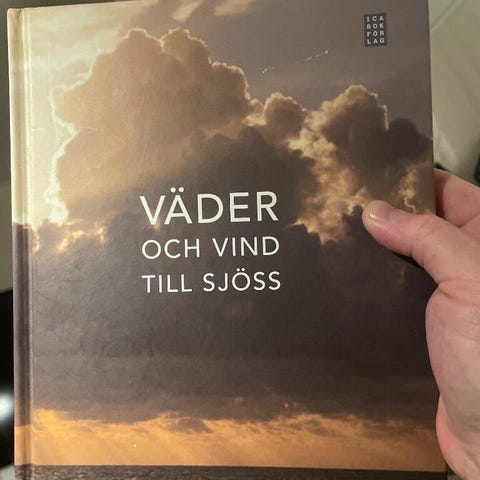 ICA
BOK
FÖR
LAG
VÄDER
OCH VIND
TILL SJÖSS